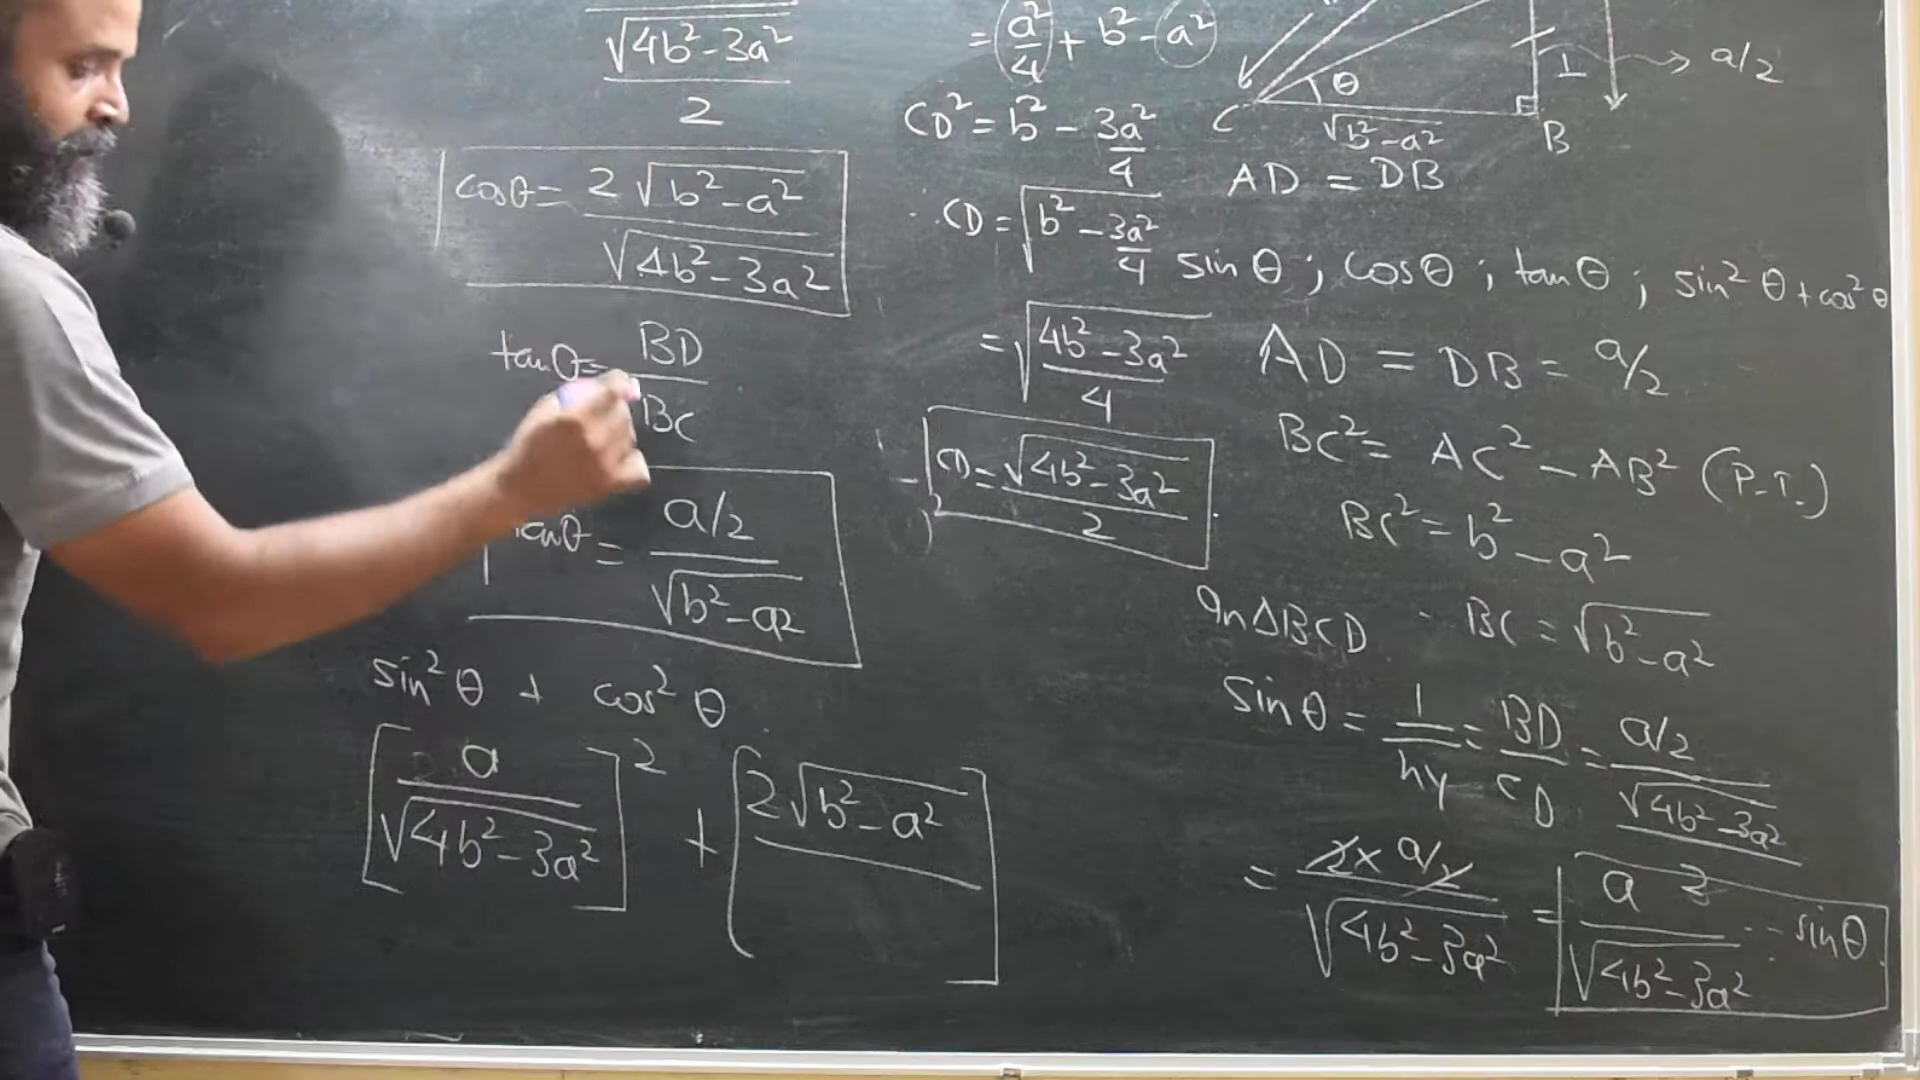 √4b²-3a²
2
cosθ = 2√b²-a² / √4b²-3a²
tanθ = BD / BC
tanθ = a/2 / √b²-a²
sin²θ + cos²θ
[a / √4b²-3a²]² + [2√b²-a²]
= a²/4 + b² - a²
CD² = b² - 3a²/4
CD = √b² - 3a²/4
= √4b²-3a²/4
CD = √4b²-3a² / 2
θ
C
√b²-a²
B
→ a/2
AD = DB
sinθ ; cosθ ; tanθ ; sin²θ + cos²θ
AD = DB = a/2
BC² = AC² - AB² (P.T.)
BC² = b² - a²
In ΔBCD BC = √b²-a²
sinθ = 1/hy = BD/CD = a/2 / √4b²-3a² / 2
= 2 x a/2 / √4b²-3a² = a / √4b²-3a² sinθ